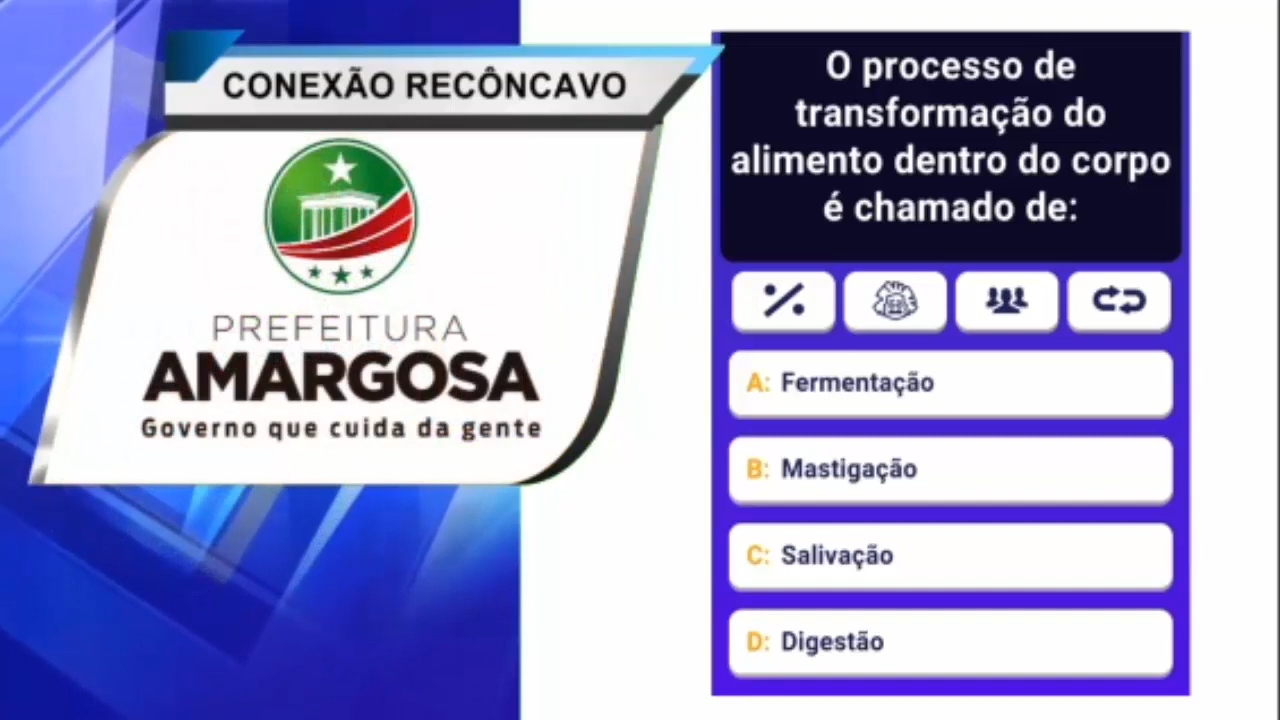 CONEXÃO RECÔNCAVO
PREFEITURA
AMARGOSA
Governo que cuida da gente
O processo de
transformação do
alimento dentro do corpo
é chamado de:
A: Fermentação
B: Mastigação
C: Salivação
D: Digestão